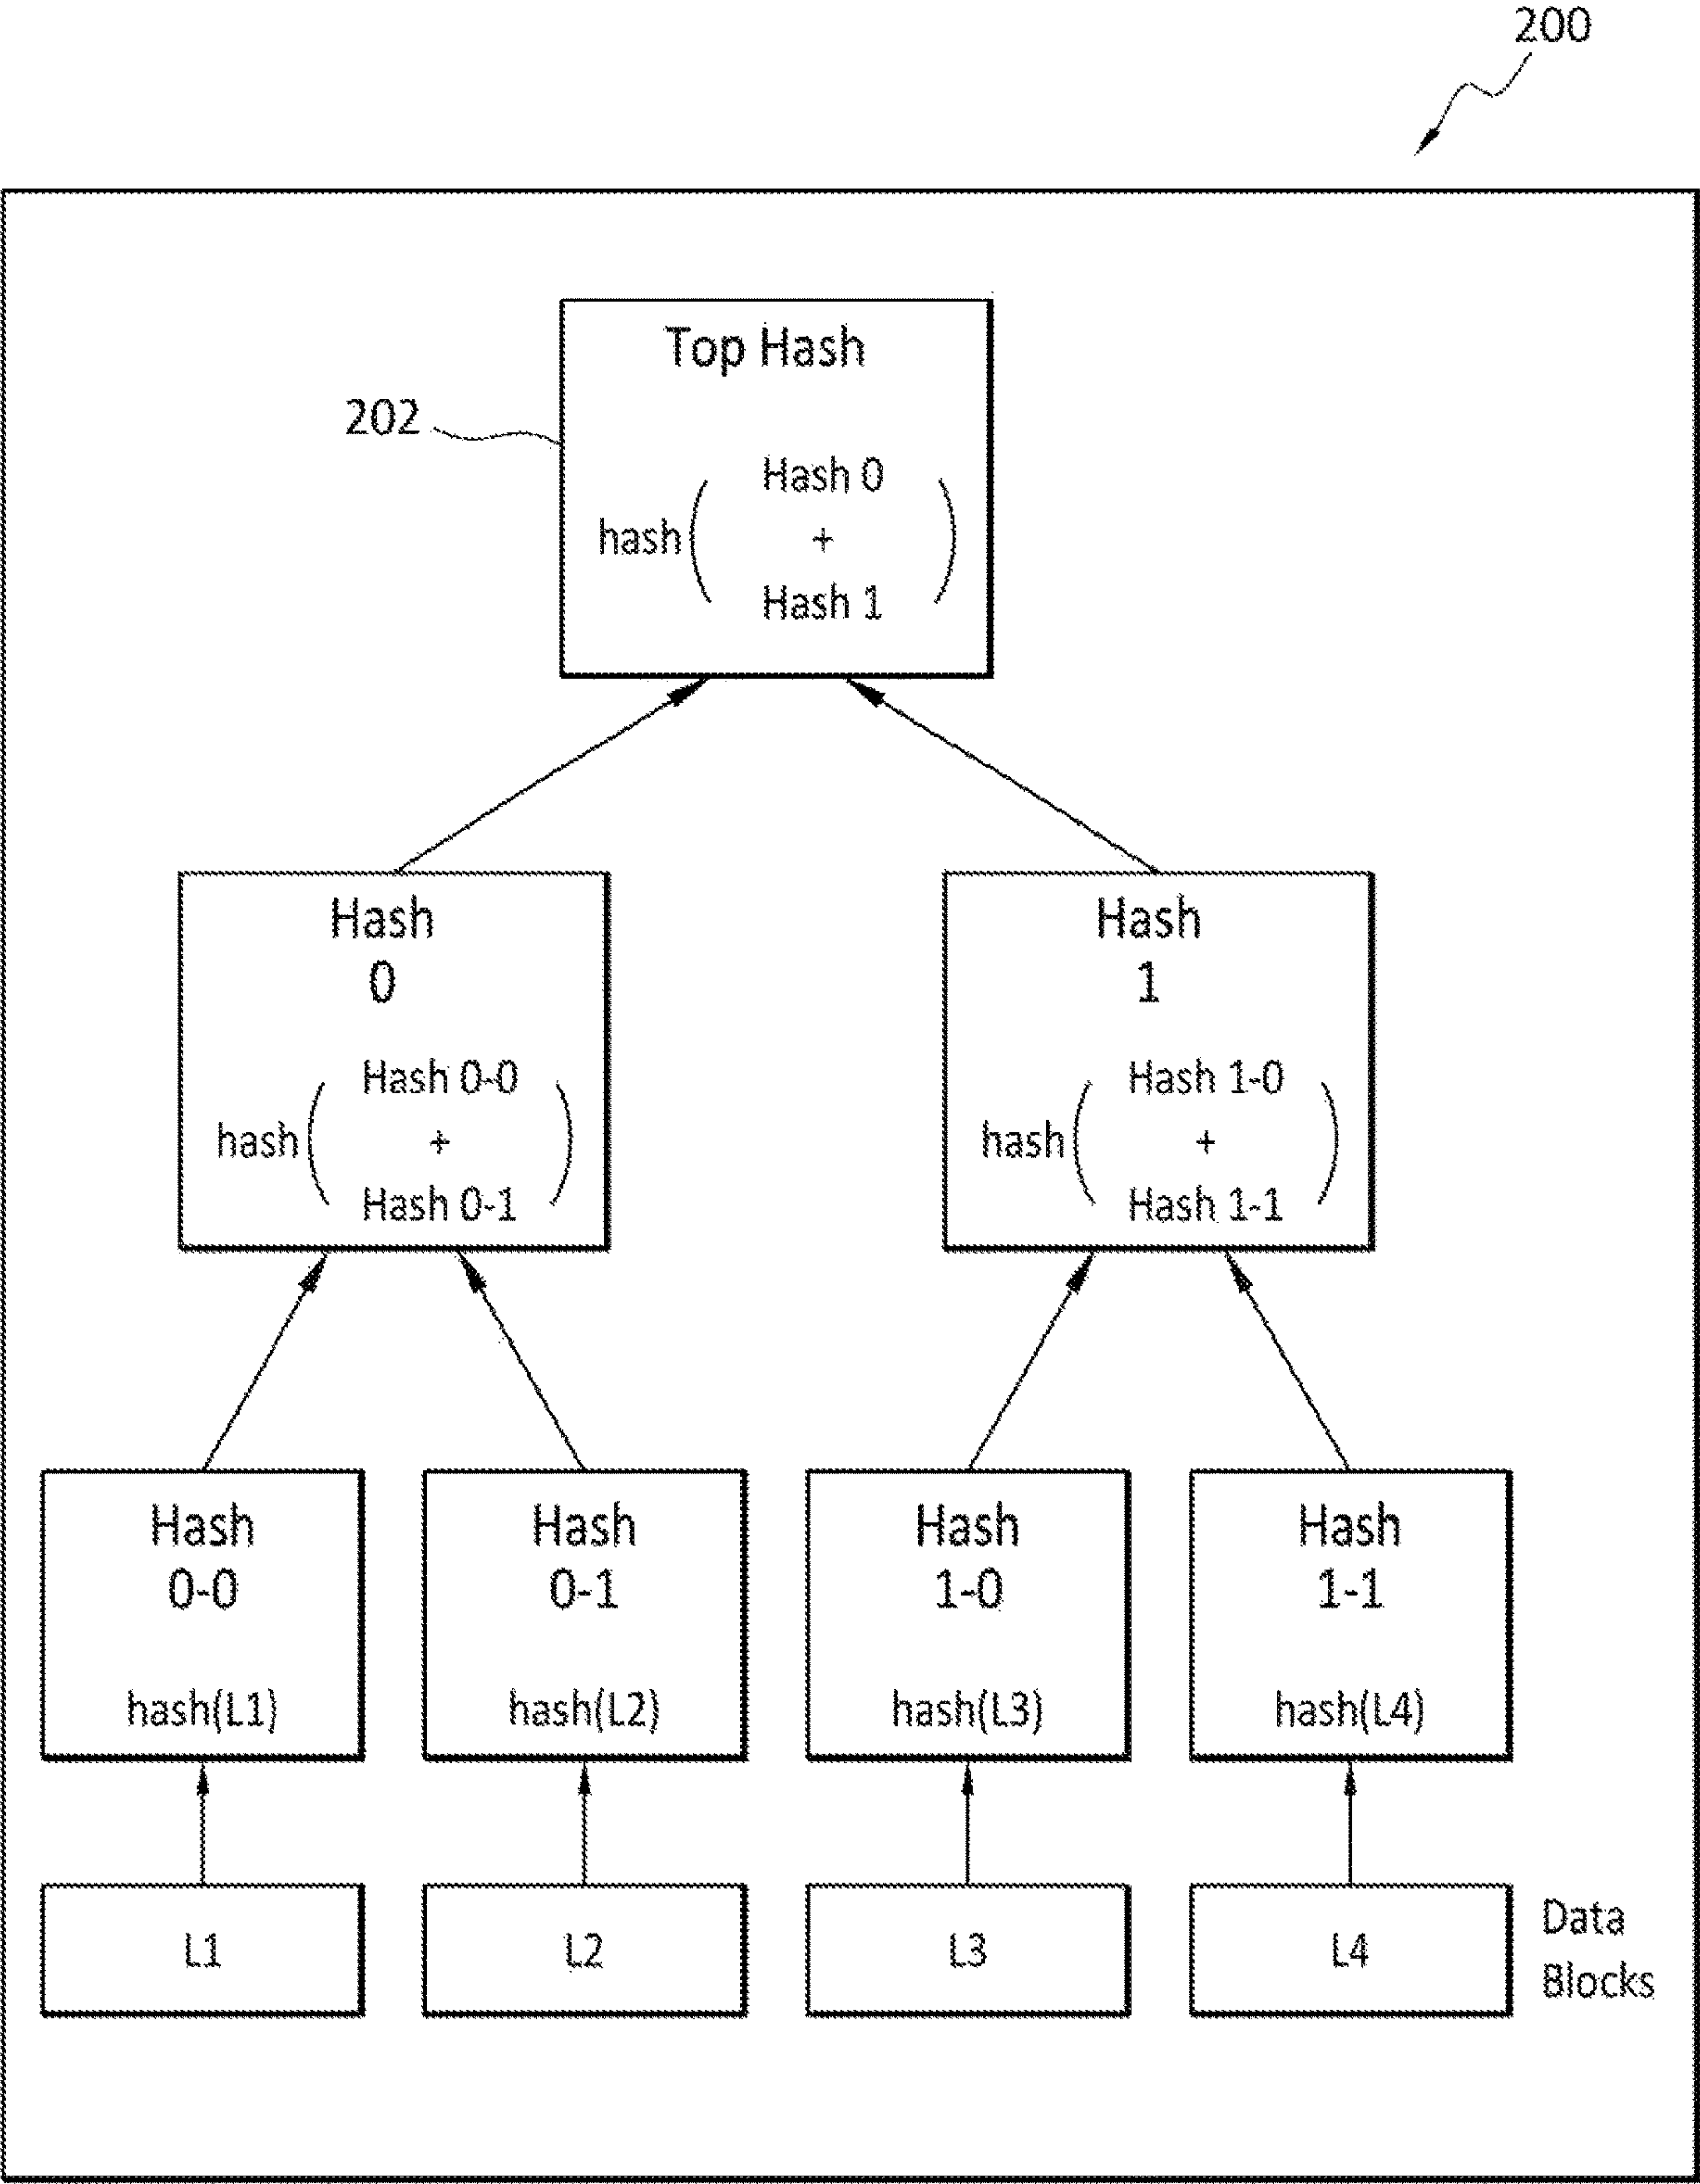 200
Top Hash
202
Hash 0
hash( + )
Hash 1
Hash
0
Hash 0-0
hash( + )
Hash 0-1
Hash
1
Hash 1-0
hash( + )
Hash 1-1
Hash
0-0
hash(L1)
Hash
0-1
hash(L2)
Hash
1-0
hash(L3)
Hash
1-1
hash(L4)
L1
L2
L3
L4
Data
Blocks